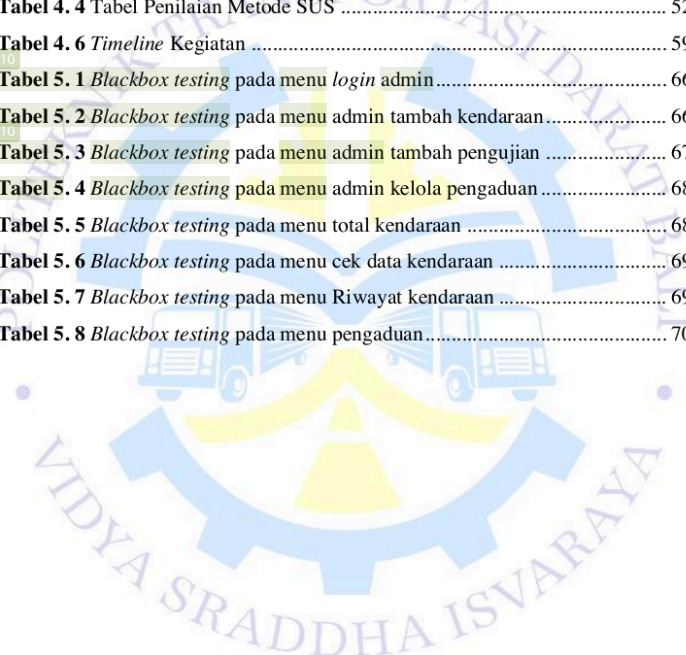 Tabel 4. 4 Tabel Penilaian Metode SUS ............................................................... 52
Tabel 4. 6 Timeline Kegiatan ................................................................................ 59
10
Tabel 5. 1 Blackbox testing pada menu login admin............................................. 66
Tabel 5. 2 Blackbox testing pada menu admin tambah kendaraan........................ 66
10
Tabel 5. 3 Blackbox testing pada menu admin tambah pengujian ........................ 67
Tabel 5. 4 Blackbox testing pada menu admin kelola pengaduan......................... 68
Tabel 5. 5 Blackbox testing pada menu total kendaraan ....................................... 68
Tabel 5. 6 Blackbox testing pada menu cek data kendaraan ................................. 69
Tabel 5. 7 Blackbox testing pada menu Riwayat kendaraan ................................. 69
Tabel 5. 8 Blackbox testing pada menu pengaduan............................................... 70
VIDYA SRADDHA ISVARAYA